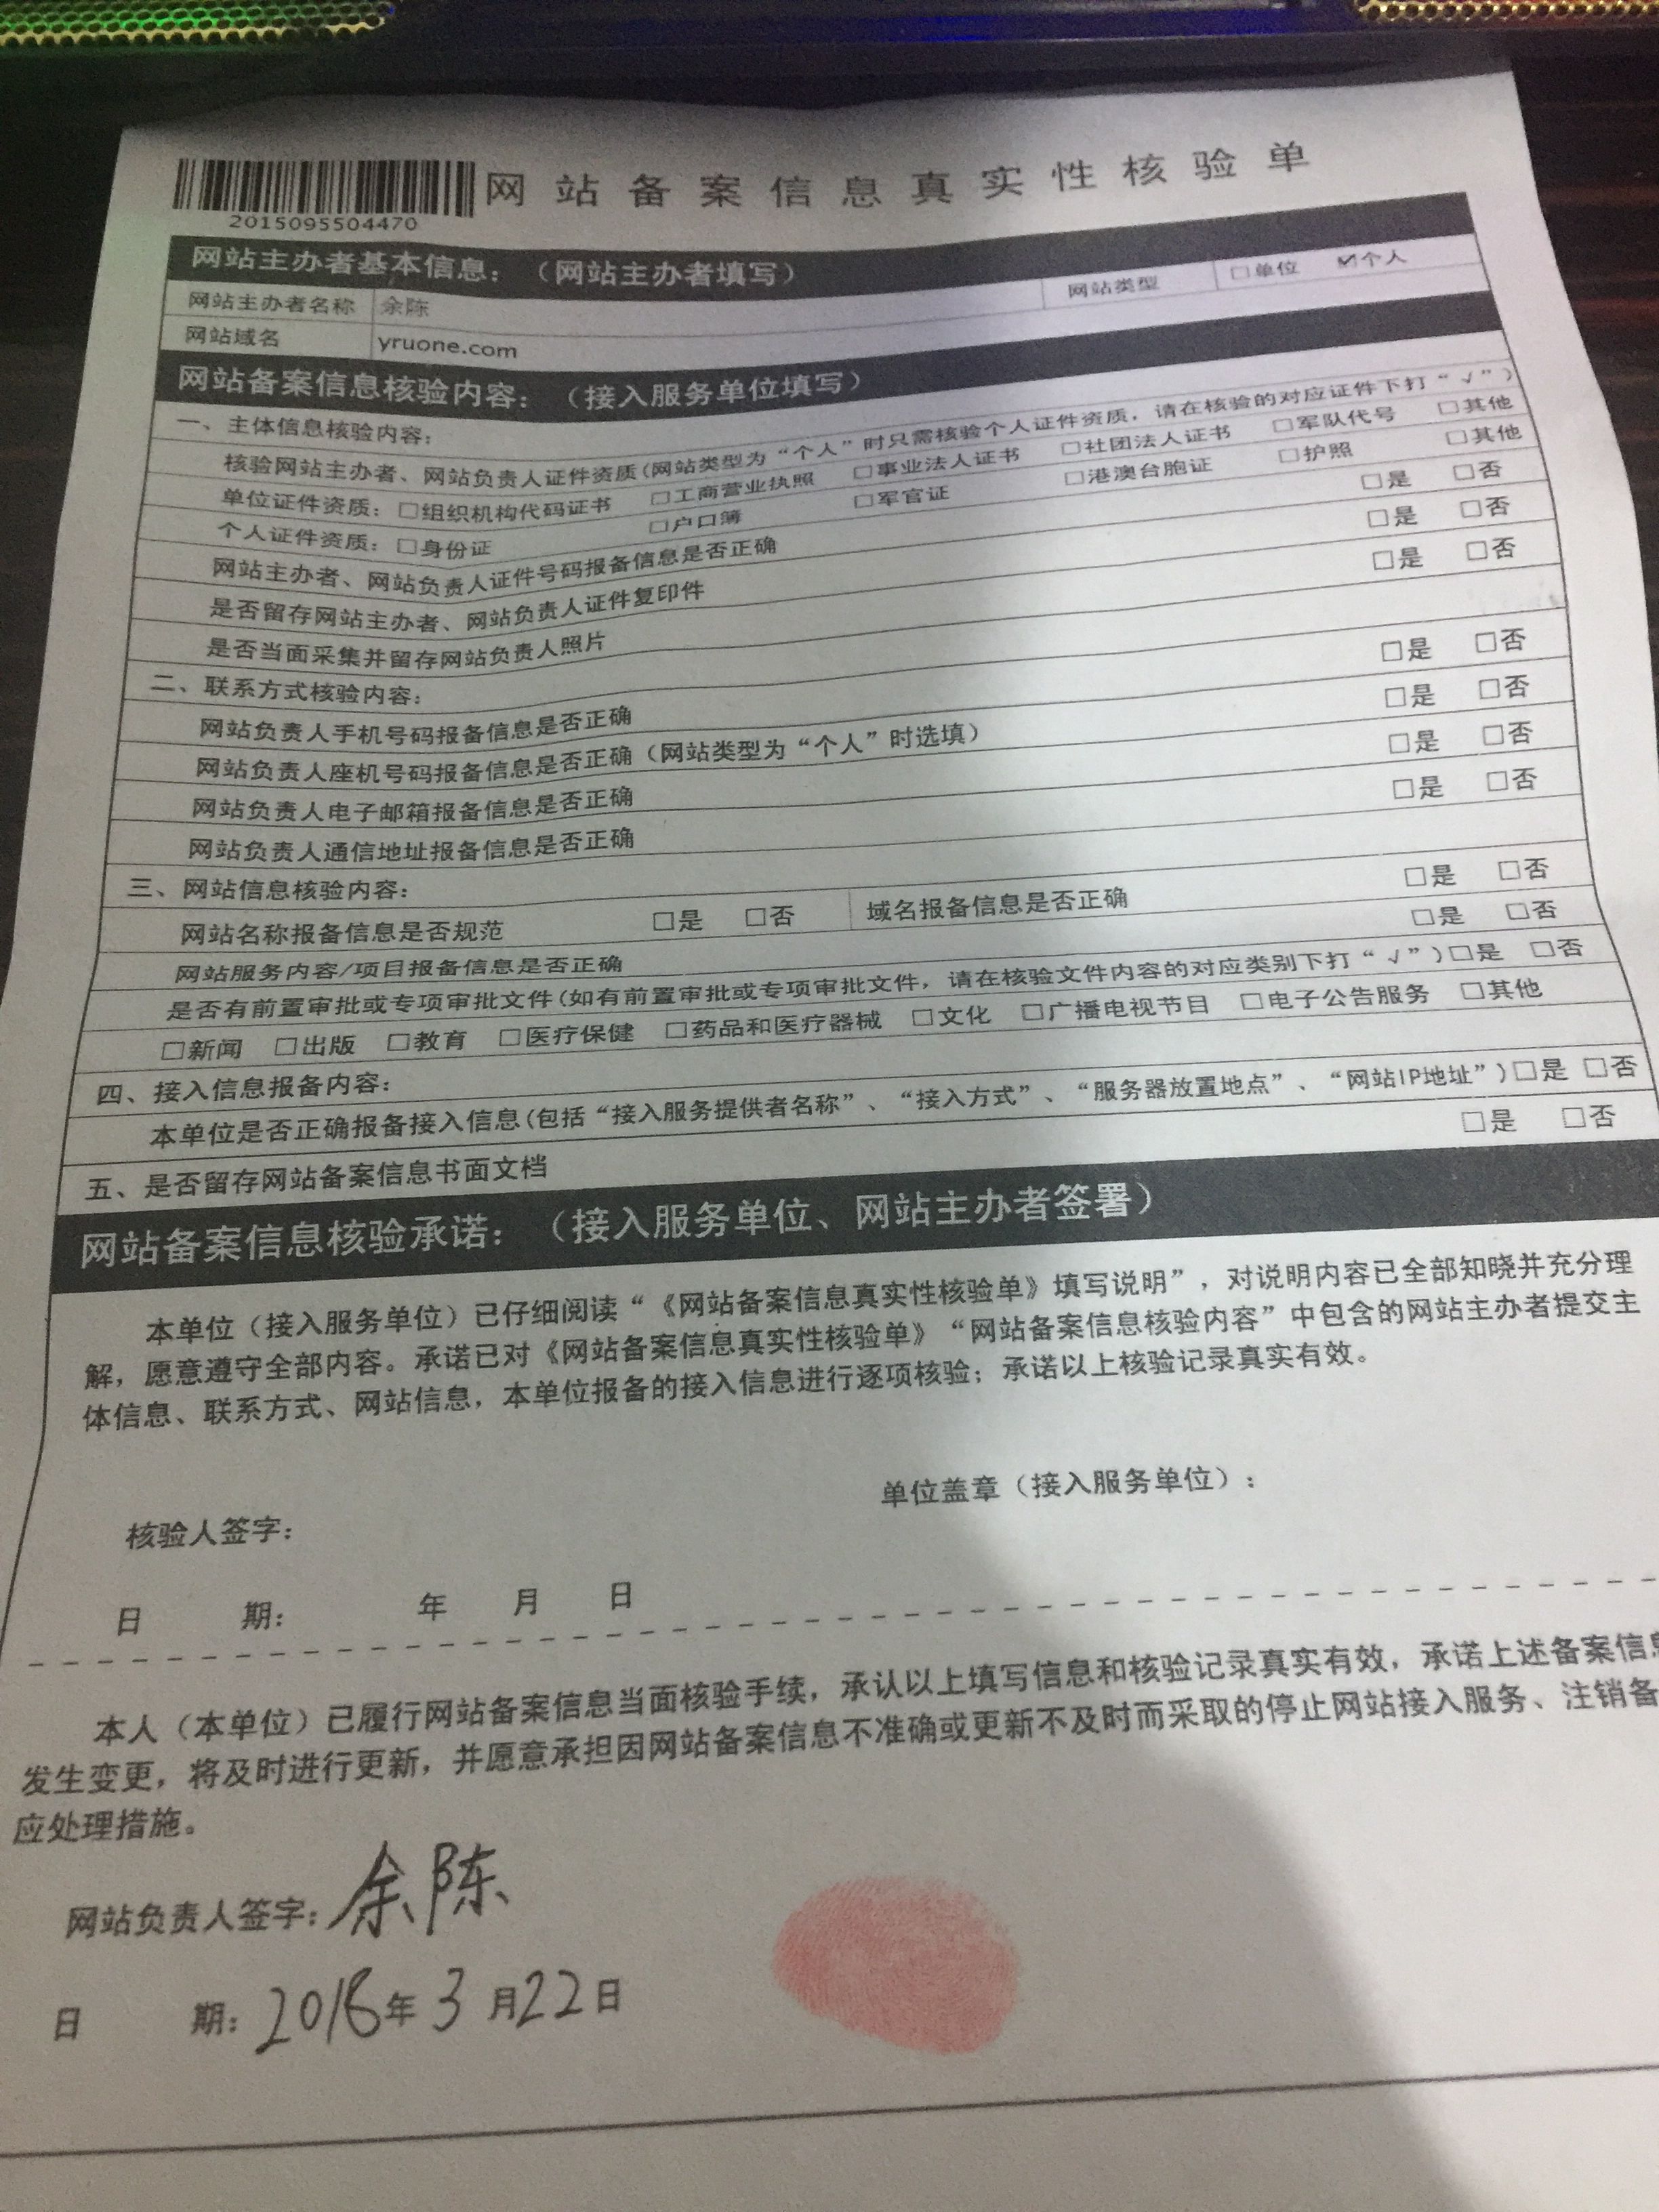 网站备案信息真实性核验单
2015095504470
网站主办者基本信息：（网站主办者填写）
网站主办者名称 余陈 网站类型 □单位 ☑个人
网站域名 yruone.com
网站备案信息核验内容：（接入服务单位填写）
一、主体信息核验内容：
核验网站主办者、网站负责人证件资质(网站类型为“个人”时只需核验个人证件资质，请在核验的对应证件下打“√”)
单位证件资质：□组织机构代码证书 □工商营业执照 □事业法人证书 □社团法人证书 □军队代号 □其他
个人证件资质：□身份证 □户口簿 □军官证 □港澳台胞证 □护照 □其他
网站主办者、网站负责人证件号码报备信息是否正确 □是 □否
是否留存网站主办者、网站负责人证件复印件 □是 □否
是否当面采集并留存网站负责人照片 □是 □否
二、联系方式核验内容：
网站负责人手机号码报备信息是否正确 □是 □否
网站负责人座机号码报备信息是否正确（网站类型为“个人”时选填） □是 □否
网站负责人电子邮箱报备信息是否正确 □是 □否
网站负责人通信地址报备信息是否正确 □是 □否
三、网站信息核验内容：
网站名称报备信息是否规范 □是 □否 域名报备信息是否正确 □是 □否
网站服务内容/项目报备信息是否正确 □是 □否
是否有前置审批或专项审批文件(如有前置审批或专项审批文件，请在核验文件内容的对应类别下打“√”)□是 □否
□新闻 □出版 □教育 □医疗保健 □药品和医疗器械 □文化 □广播电视节目 □电子公告服务 □其他
四、接入信息报备内容：
本单位是否正确报备接入信息(包括“接入服务提供者名称”、“接入方式”、“服务器放置地点”、“网站IP地址”)□是 □否
五、是否留存网站备案信息书面文档 □是 □否
网站备案信息核验承诺：（接入服务单位、网站主办者签署）
本单位（接入服务单位）已仔细阅读“《网站备案信息真实性核验单》填写说明”，对说明内容已全部知晓并充分理
解，愿意遵守全部内容。承诺已对《网站备案信息真实性核验单》“网站备案信息核验内容”中包含的网站主办者提交主
体信息、联系方式、网站信息，本单位报备的接入信息进行逐项核验；承诺以上核验记录真实有效。
单位盖章（接入服务单位）：
核验人签字：
日 期： 年 月 日
本人（本单位）已履行网站备案信息当面核验手续，承认以上填写信息和核验记录真实有效，承诺上述备案信息
发生变更，将及时进行更新，并愿意承担因网站备案信息不准确或更新不及时而采取的停止网站接入服务、注销备
应处理措施。
网站负责人签字：余陈
日 期：2016年3月22日